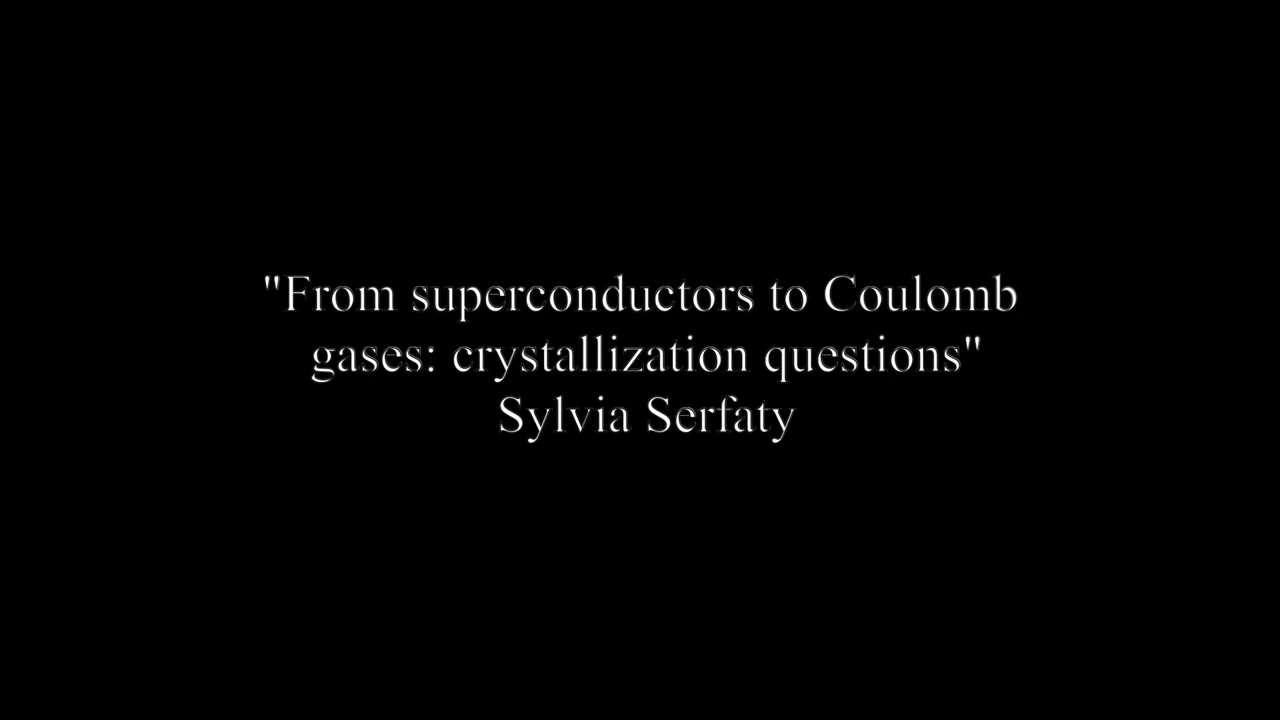 "From superconductors to Coulomb
gases: crystallization questions"
Sylvia Serfaty